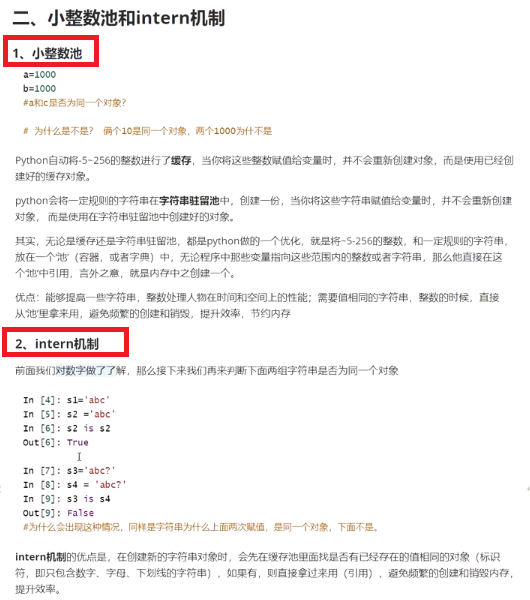 二、小整数池和intern机制
1、小整数池
a=1000
b=1000
#a和c是否为同一个对象?
# 为什么是不是? 俩个10是同一个对象, 两个1000为什不是
Python自动将-5~256的整数进行了缓存，当你将这些整数赋值给变量时，并不会重新创建对象，而是使用已经创
建好的缓存对象。
python会将一定规则的字符串在字符串驻留池中，创建一份，当你将这些字符串赋值给变量时，并不会重新创建
对象， 而是使用在字符串驻留池中创建好的对象。
其实，无论是缓存还是字符串驻留池，都是python做的一个优化，就是将~5-256的整数，和一定规则的字符串，
放在一个‘池’（容器，或者字典）中，无论程序中那些变量指向这些范围内的整数或者字符串，那么他直接在这
个‘池’中引用，言外之意，就是内存中之创建一个。
优点：能够提高一些字符串，整数处理人物在时间和空间上的性能；需要值相同的字符串，整数的时候，直接
从‘池’里拿来用，避免频繁的创建和销毁，提升效率，节约内存
2、intern机制
前面我们对数字做了了解，那么接下来我们再来判断下面两组字符串是否为同一个对象
In [4]: s1='abc'
In [5]: s2 ='abc'
In [6]: s2 is s2
Out[6]: True
In [7]: s3='abc?'
In [8]: s4 = 'abc?'
In [9]: s3 is s4
Out[9]: False
#为什么会出现这种情况，同样是字符串为什么上面两次赋值，是同一个对象，下面不是。
intern机制的优点是，在创建新的字符串对象时，会先在缓存池里面找是否有已经存在的值相同的对象（标识
符，即只包含数字、字母、下划线的字符串），如果有，则直接拿过来用（引用），避免频繁的创建和销毁内存，
提升效率。